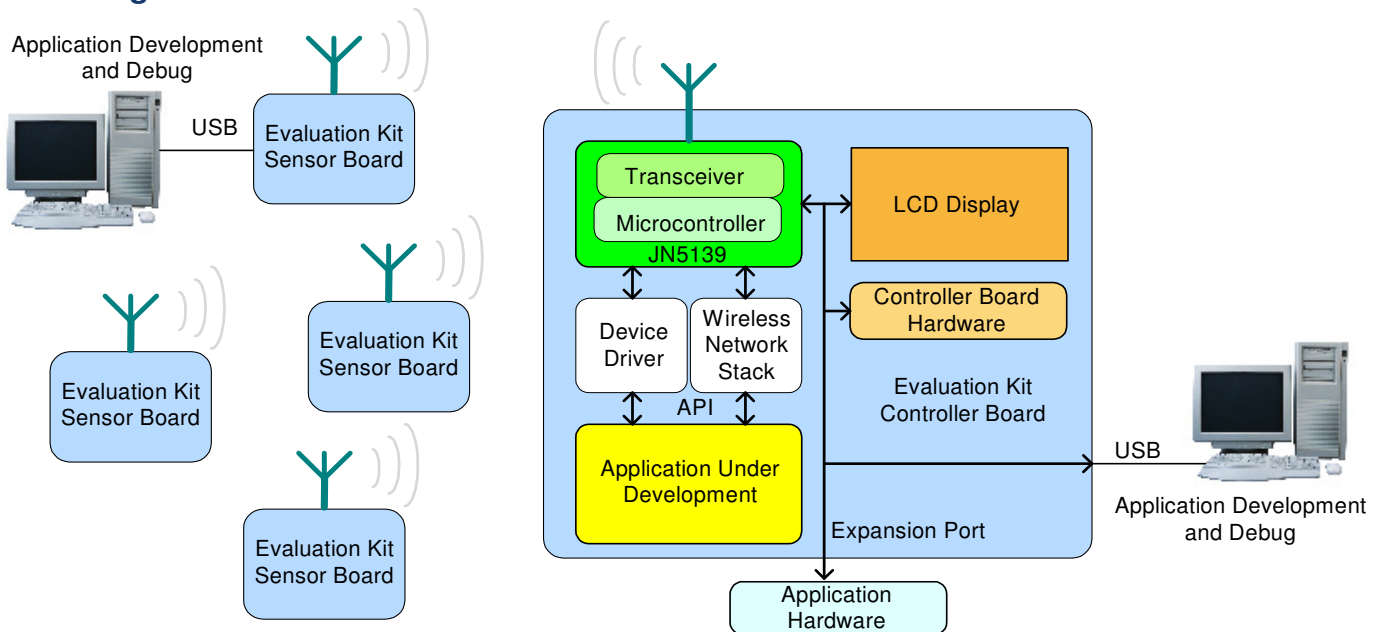 Application Development
and Debug
USB
Evaluation Kit
Sensor Board
Evaluation Kit
Sensor Board
Evaluation Kit
Sensor Board
Evaluation Kit
Sensor Board
Transceiver
Microcontroller
JN5139
LCD Display
Controller Board
Hardware
Device
Driver
Wireless
Network
Stack
API
Evaluation Kit
Controller Board
Application Under
Development
USB
Application Development
and Debug
Expansion Port
Application
Hardware